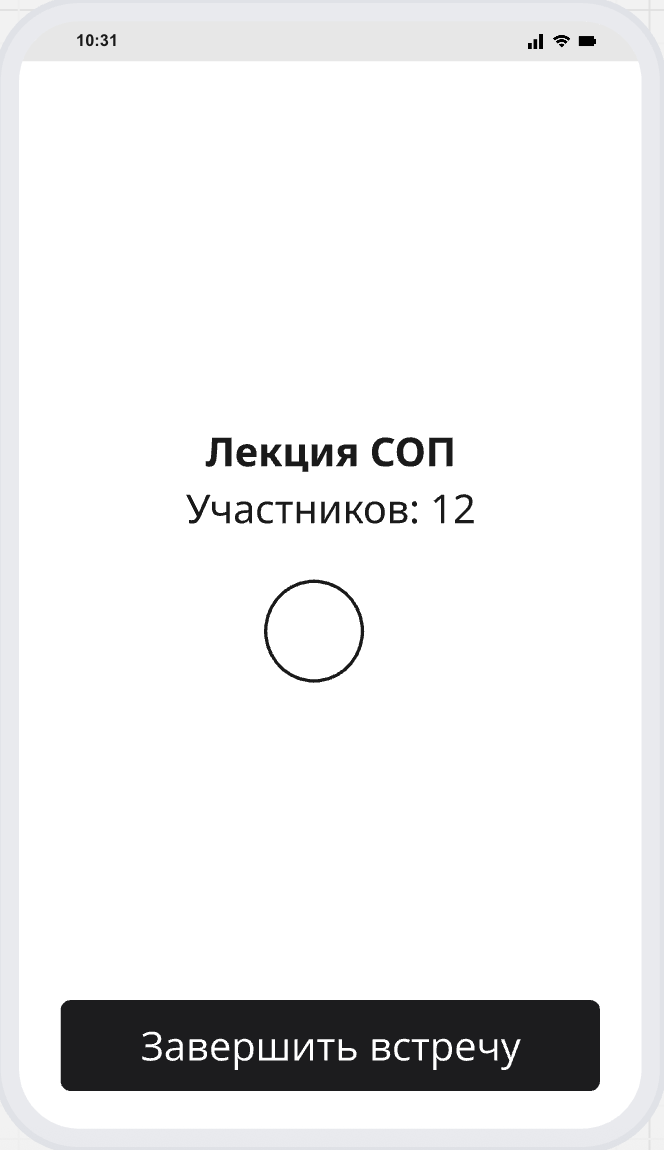 10:31
Лекция СОП
Участников: 12
Завершить встречу